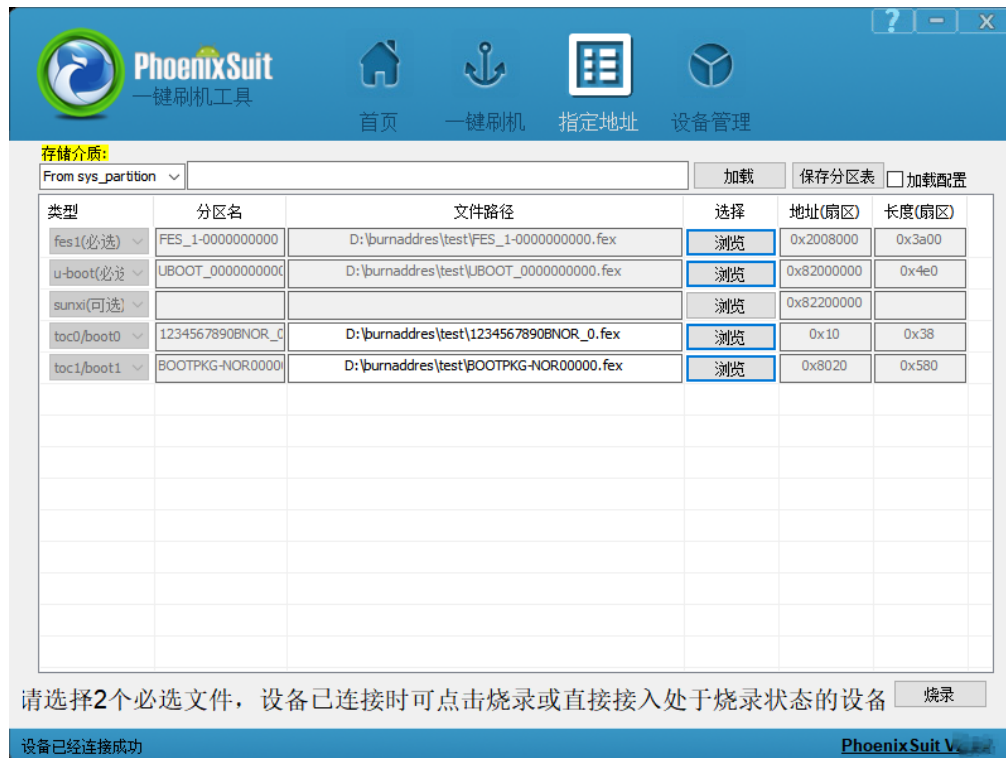 ? - X
PhoenixSuit
一键刷机工具
首页 一键刷机 指定地址 设备管理
存储介质:
From sys_partition 加载 保存分区表 加载配置
类型 分区名 文件路径 选择 地址(扇区) 长度(扇区)
fes1(必选) FES_1-0000000000 D:\burnaddres\test\FES_1-0000000000.fex 浏览 0x2008000 0x3a00
u-boot(必选 UBOOT_0000000000 D:\burnaddres\test\UBOOT_0000000000.fex 浏览 0x82000000 0x4e0
sunxi(可选) 浏览 0x82200000
toc0/boot0 1234567890BNOR_0 D:\burnaddres\test\1234567890BNOR_0.fex 浏览 0x10 0x38
toc1/boot1 BOOTPKG-NOR00000 D:\burnaddres\test\BOOTPKG-NOR00000.fex 浏览 0x8020 0x580
请选择2个必选文件，设备已连接时可点击烧录或直接接入处于烧录状态的设备 烧录
设备已经连接成功 PhoenixSuit